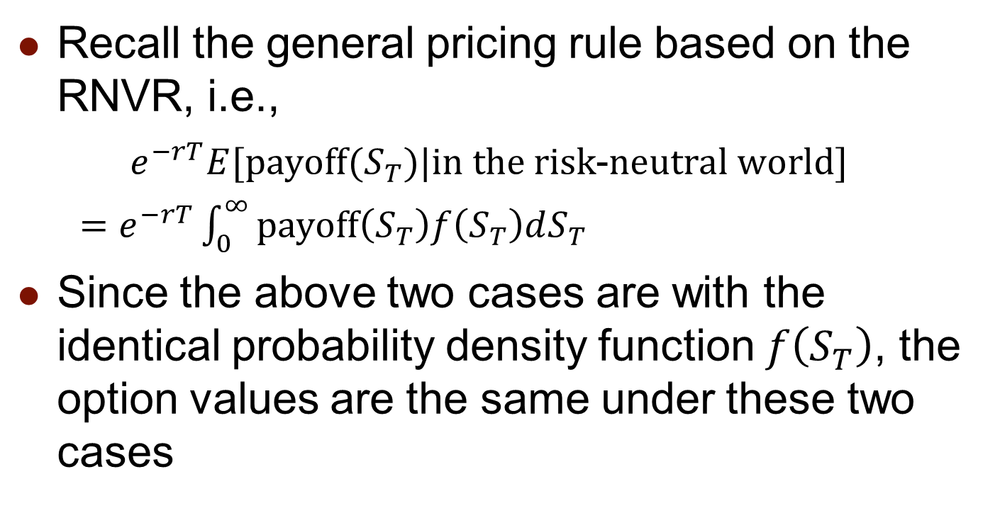 • Recall the general pricing rule based on the
RNVR, i.e.,
$e^{-rT}E[\text{payoff}(S_T)|\text{in the risk-neutral world}]$
$= e^{-rT}\int_0^\infty \text{payoff}(S_T)f(S_T)dS_T$
• Since the above two cases are with the
identical probability density function $f(S_T)$, the
option values are the same under these two
cases